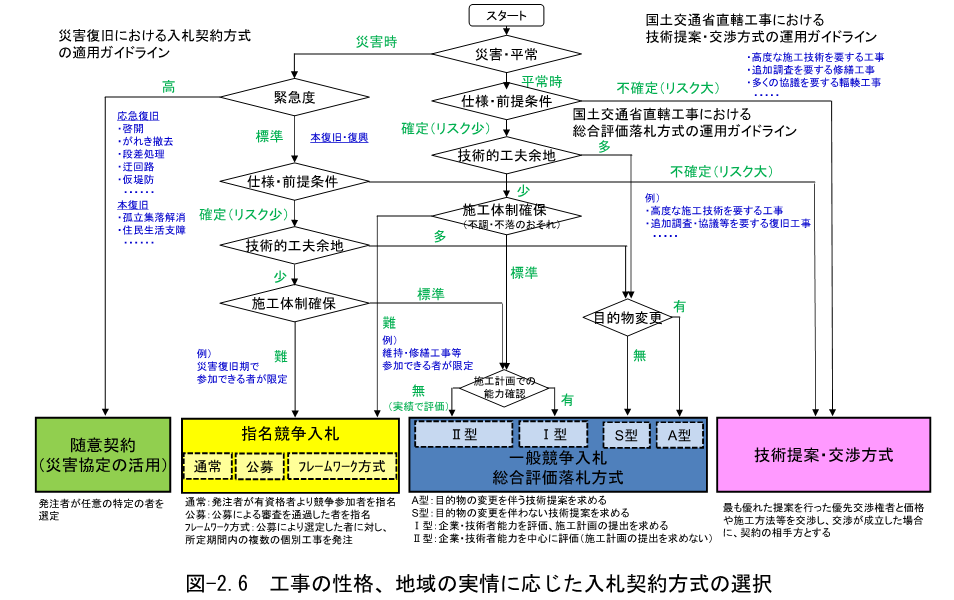 災害復旧における入札契約方式
の適用ガイドライン
スタート
国土交通省直轄工事における
技術提案・交渉方式の運用ガイドライン
・高度な施工技術を要する工事
・追加調査を要する修繕工事
・多くの協議を要する輻輳工事
・・・・・
災害時
災害・平常
平常時
不確定(リスク大)
高
緊急度
仕様・前提条件
国土交通省直轄工事における
総合評価落札方式の運用ガイドライン
応急復旧
・啓開
・がれき撤去
・段差処理
・迂回路
・仮堤防
・・・・・・
本復旧
・孤立集落解消
・住民生活支障
・・・・・・
標準
本復旧・復興
確定(リスク少)
技術的工夫余地
多
仕様・前提条件
不確定(リスク大)
少
確定(リスク少)
施工体制確保
(不調・不落のおそれ)
例)
・高度な施工技術を要する工事
・追加調査・協議等を要する復旧工事
・・・・・
技術的工夫余地
多
少
標準
施工体制確保
標準
目的物変更
有
難
例)
維持・修繕工事等
参加できる者が限定
無
例)
災害復旧期で
参加できる者が限定
難
施工計画での
能力確認
無
(実績で評価)
有
随意契約
(災害協定の活用)
指名競争入札
通常
公募
フレームワーク方式
Ⅱ型
Ⅰ型
S型
A型
一般競争入札
総合評価落札方式
技術提案・交渉方式
発注者が任意の特定の者を
選定
通常:発注者が有資格者より競争参加者を指名
公募:公募による審査を通過した者を指名
フレームワーク方式:公募により選定した者に対し、
所定期間内の複数の個別工事を発注
A型:目的物の変更を伴う技術提案を求める
S型:目的物の変更を伴わない技術提案を求める
Ⅰ型:企業・技術者能力を評価、施工計画の提出を求める
Ⅱ型:企業・技術者能力を中心に評価(施工計画の提出を求めない)
最も優れた提案を行った優先交渉権者と価格
や施工方法等を交渉し、交渉が成立した場合
に、契約の相手方とする
図-2.6 工事の性格、地域の実情に応じた入札契約方式の選択